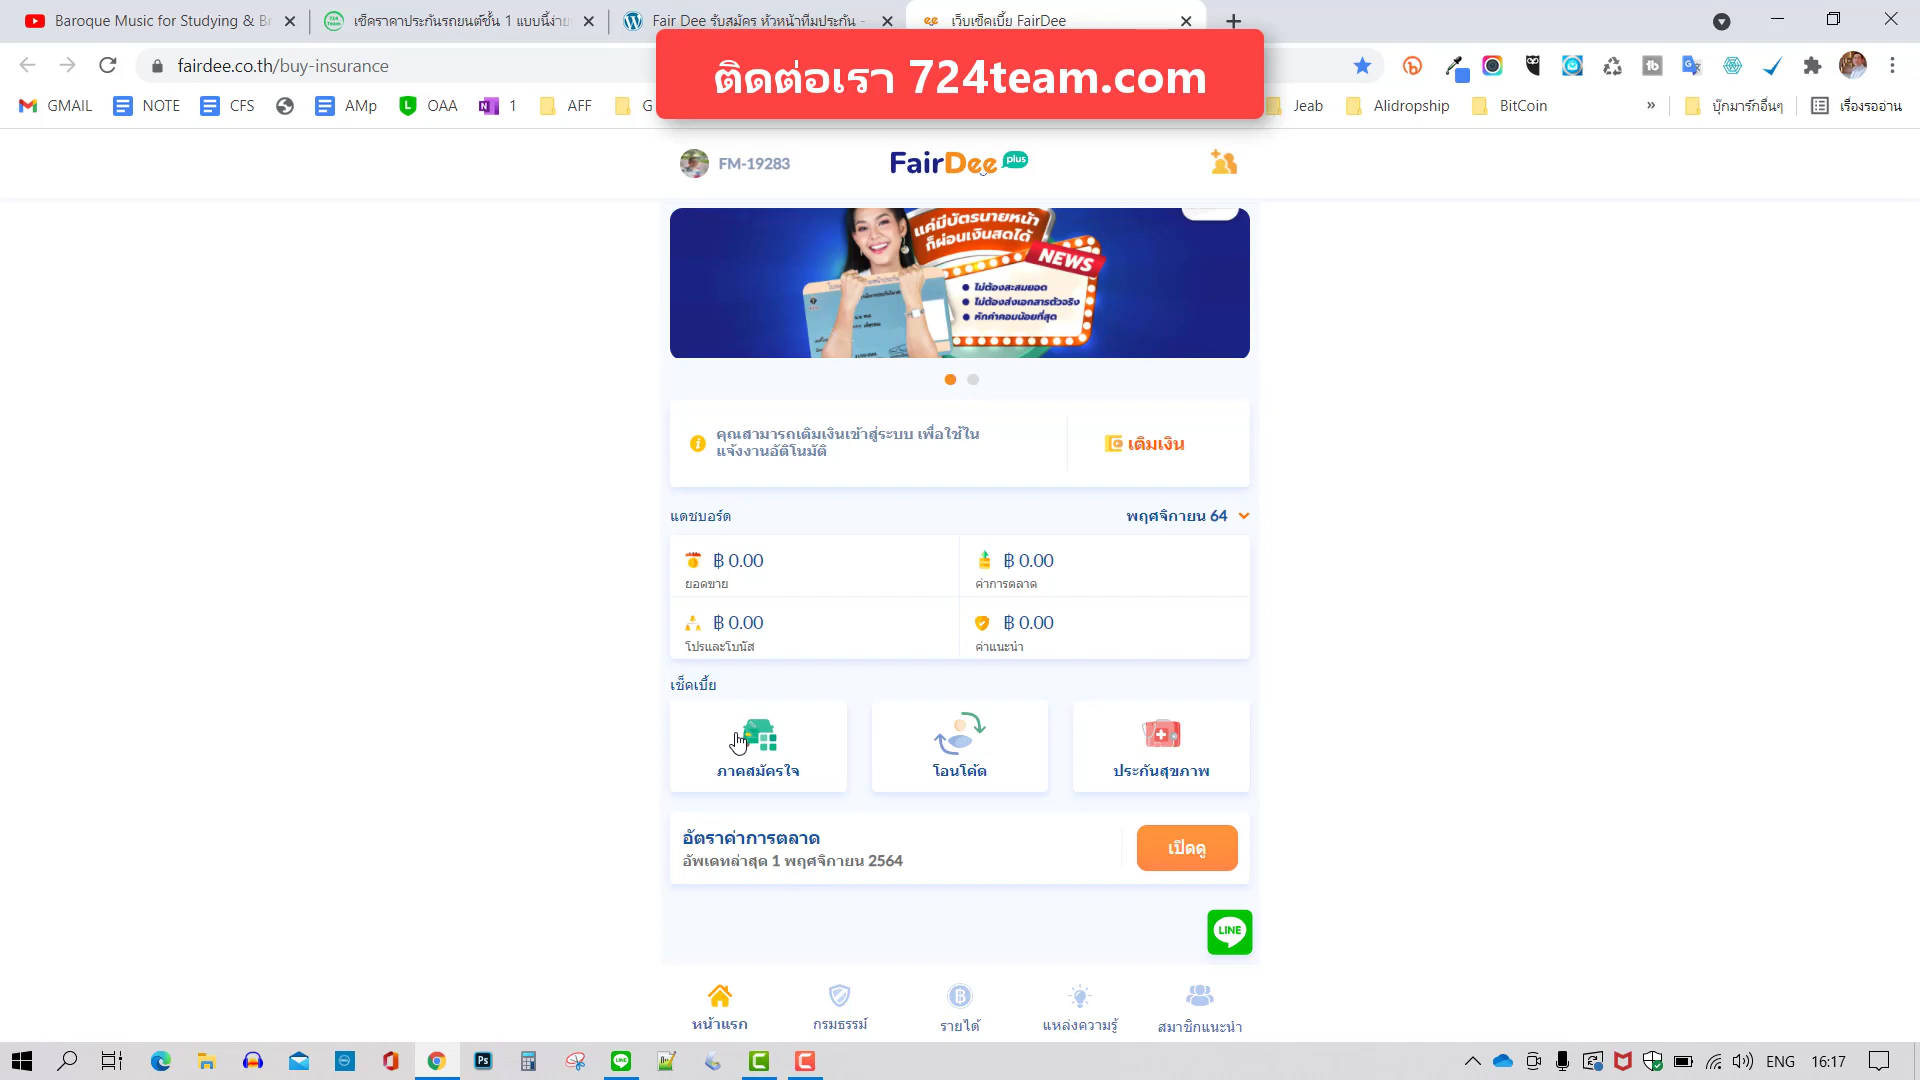 Baroque Music for Studying & Br
เช็คราคาประกันรถยนต์ชั้น 1 แบบนี้ง่าย
Fair Dee รับสมัคร หัวหน้าทีมประกัน -
เว็บเช็คเบี้ย FairDee
fairdee.co.th/buy-insurance
ติดต่อเรา 724team.com
GMAIL
NOTE
CFS
AMp
OAA
1
AFF
G
Jeab
Alidropship
BitCoin
»
บุ๊กมาร์กอื่นๆ
เรื่องรออ่าน
FM-19283
FairDee plus
แค่มีบัตรนายหน้า
ก็ผ่อนเงินสดได้
NEWS
ไม่ต้องสะสมยอด
ไม่ต้องส่งเอกสารตัวจริง
หักค่าคอมน้อยที่สุด
คุณสามารถเติมเงินเข้าสู่ระบบ เพื่อใช้ใน
แจ้งงานอัติโนมัติ
เติมเงิน
แดชบอร์ด
พฤศจิกายน 64
฿ 0.00
ยอดขาย
฿ 0.00
ค่าการตลาด
฿ 0.00
โปรและโบนัส
฿ 0.00
ค่าแนะนำ
เช็คเบี้ย
ภาคสมัครใจ
โอนโค้ด
ประกันสุขภาพ
อัตราค่าการตลาด
อัพเดทล่าสุด 1 พฤศจิกายน 2564
เปิดดู
LINE
หน้าแรก
กรมธรรม์
รายได้
แหล่งความรู้
สมาชิกแนะนำ
ENG
16:17